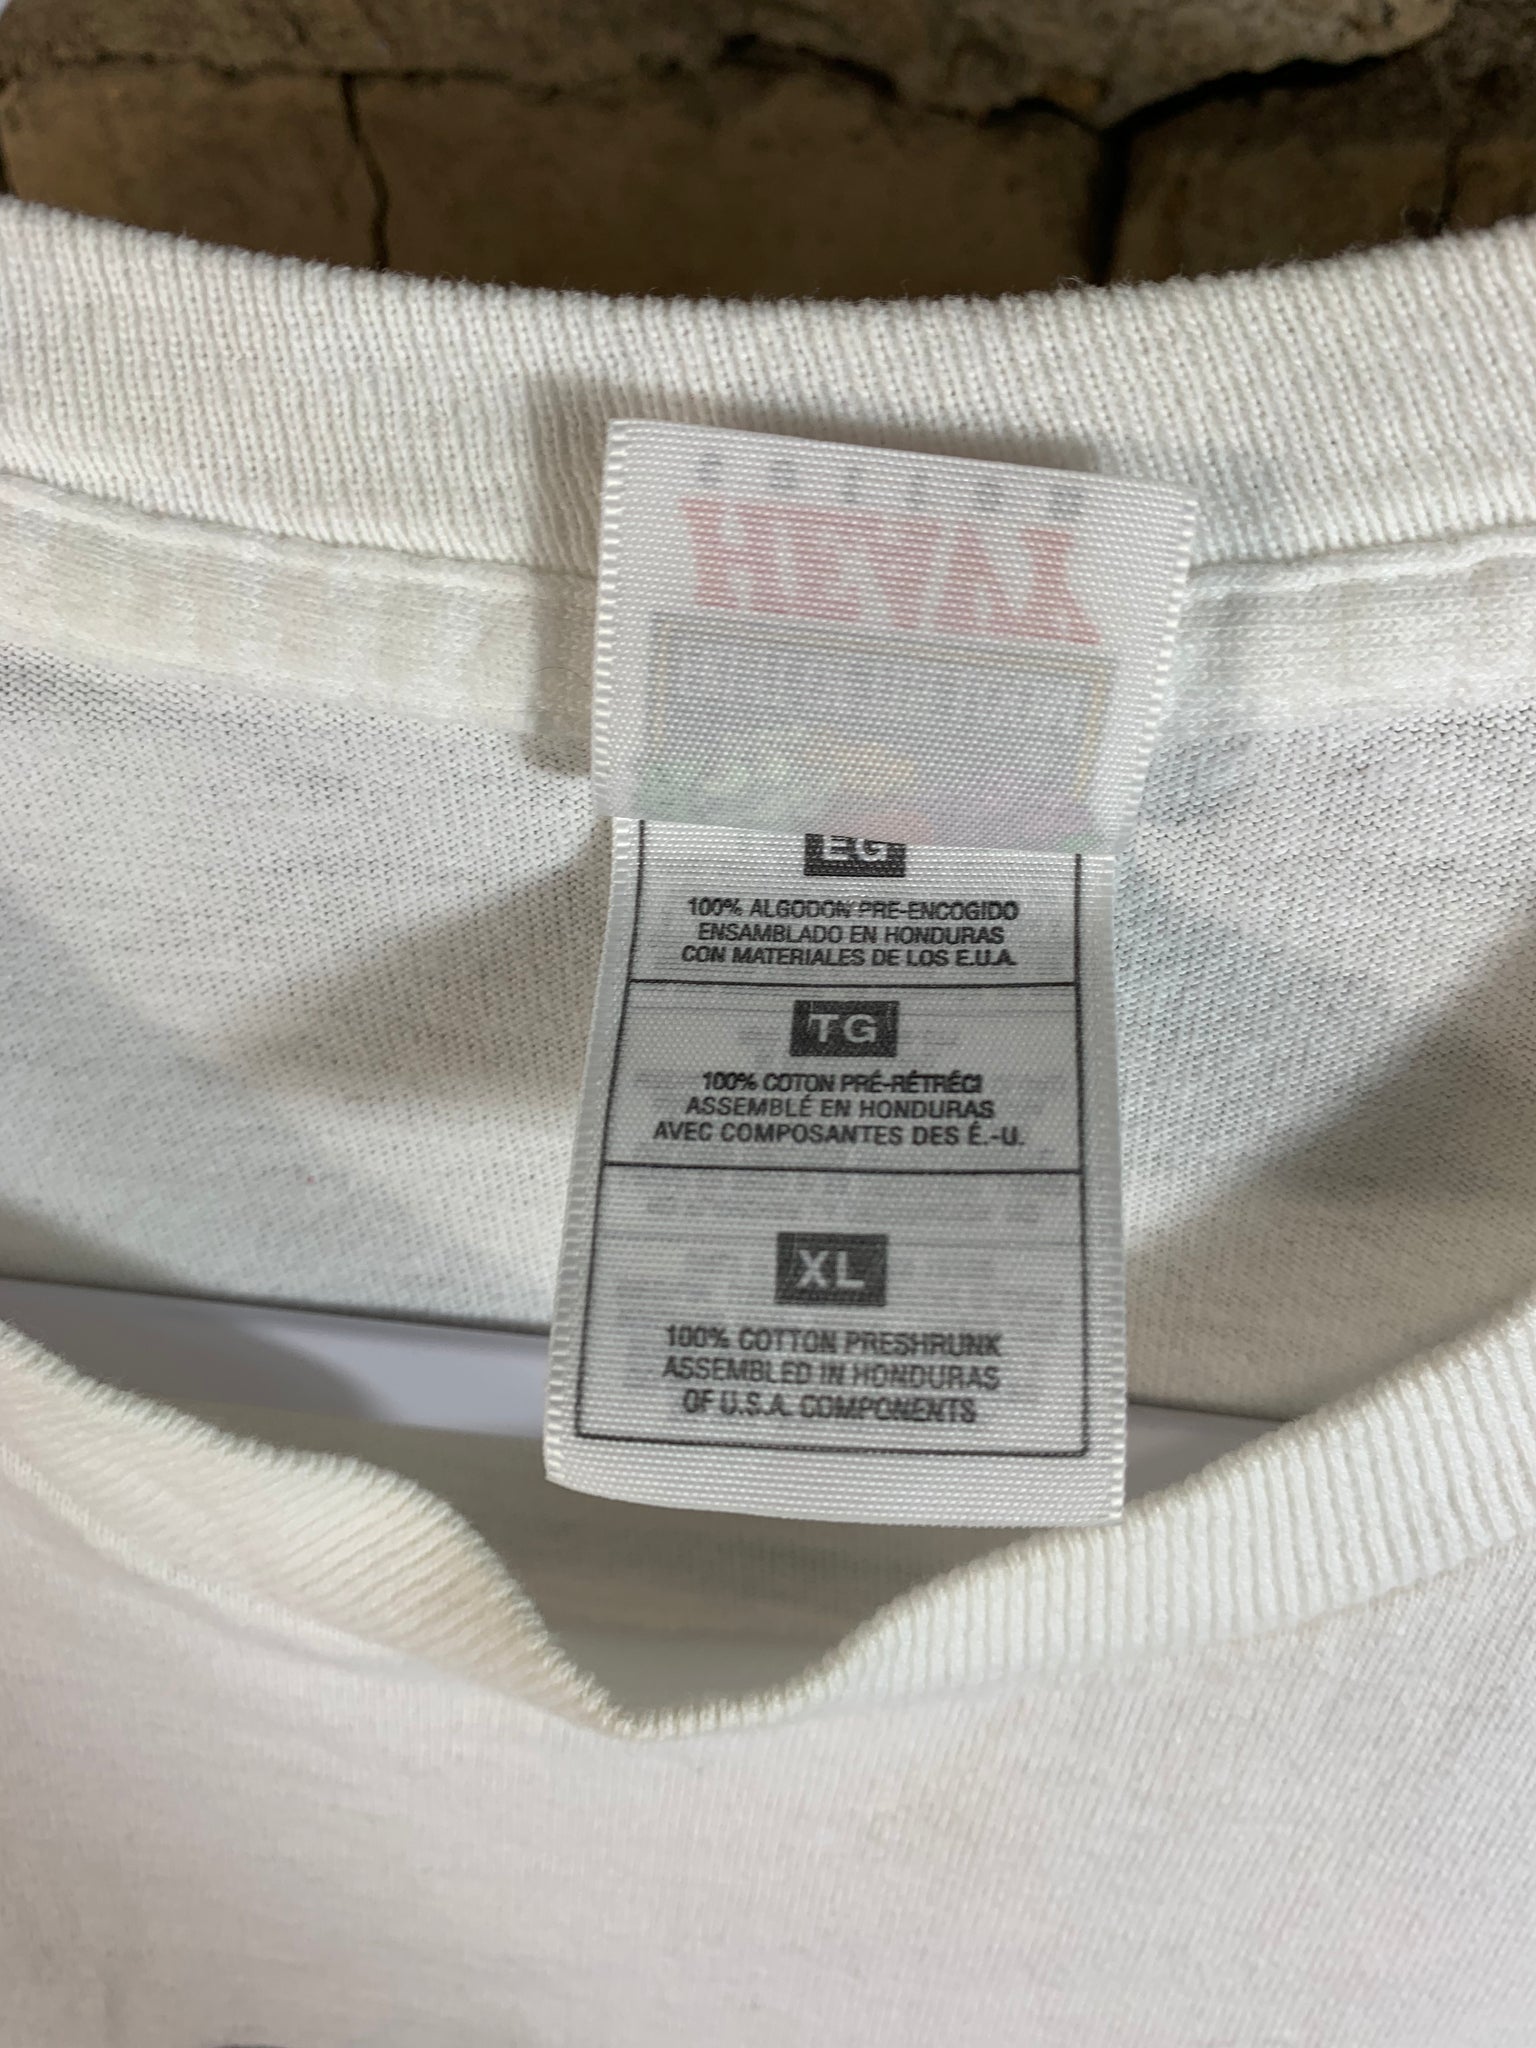 EG
100% ALGODON PRE-ENCOGIDO
ENSAMBLADO EN HONDURAS
CON MATERIALES DE LOS E.U.A.
TG
100% COTON PRÉ-RÉTRÉCI
ASSEMBLÉ EN HONDURAS
AVEC COMPOSANTES DES É.-U.
XL
100% COTTON PRESHRUNK
ASSEMBLED IN HONDURAS
OF U.S.A. COMPONENTS